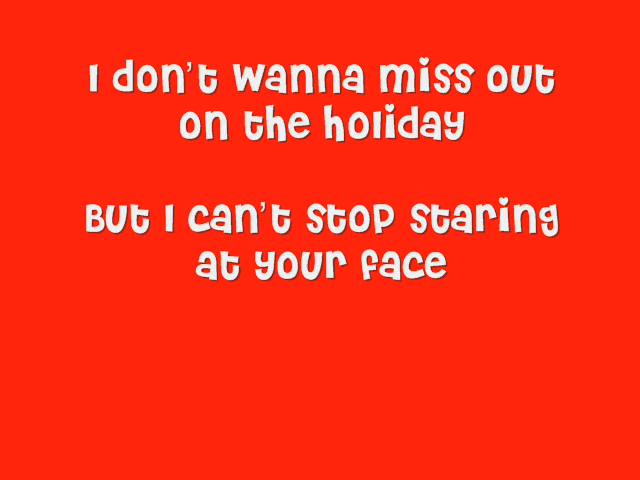 I don't wanna miss out
on the holiday
But I can't stop staring
at your face